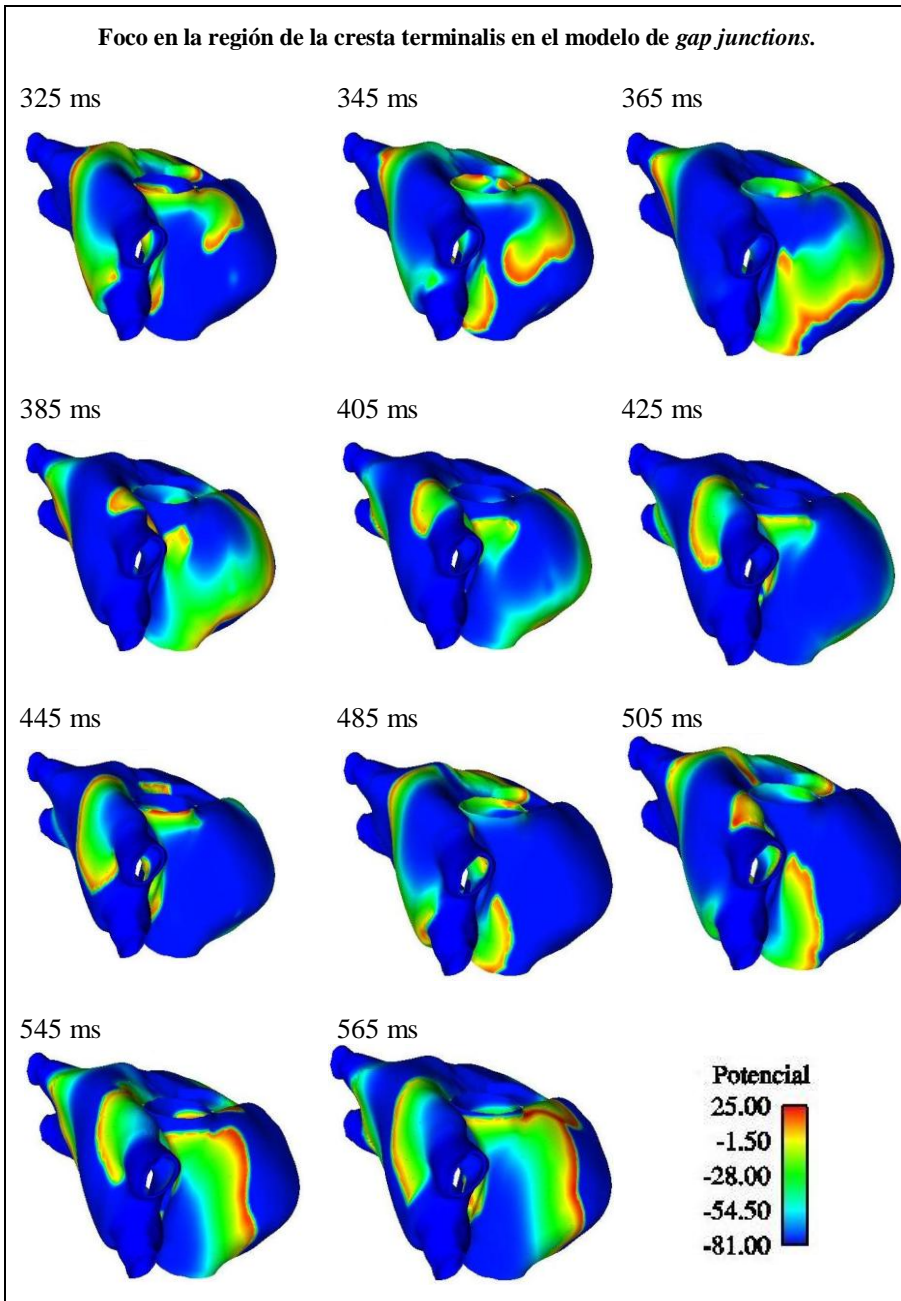 Foco en la región de la cresta terminalis en el modelo de gap junctions.
325 ms
345 ms
365 ms
385 ms
405 ms
425 ms
445 ms
485 ms
505 ms
545 ms
565 ms
Potencial
25.00
-1.50
-28.00
-54.50
-81.00